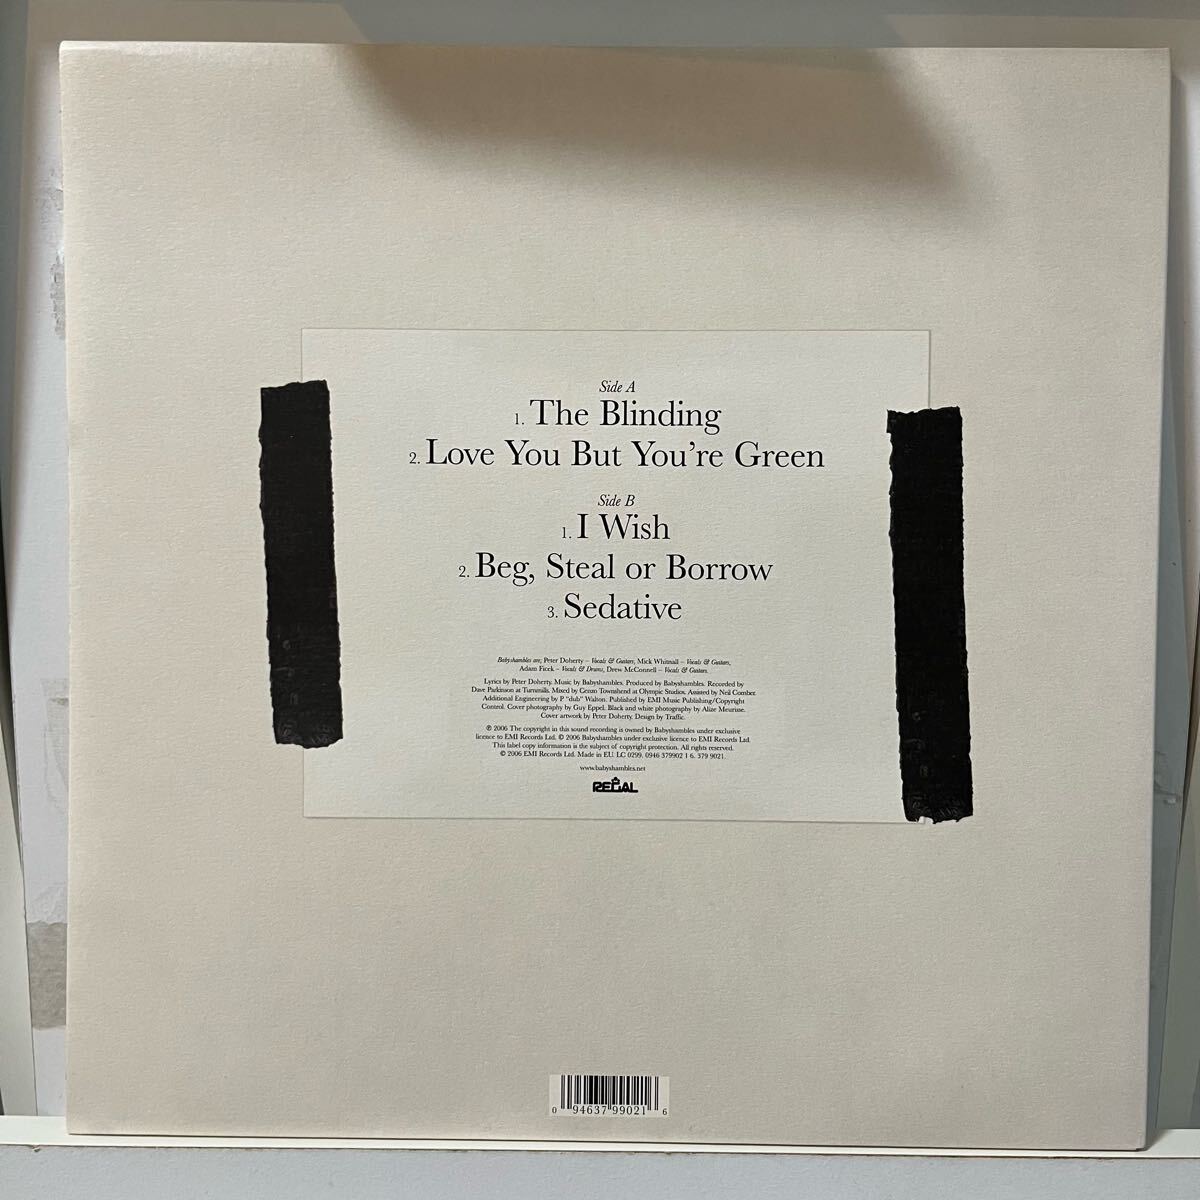 Side A
1. The Blinding
2. Love You But You're Green
Side B
1. I Wish
2. Beg, Steal or Borrow
3. Sedative
Babyshambles are; Peter Doherty – Vocals & Guitars, Mick Whitnall – Vocals & Guitars,
Adam Ficek – Vocals & Drums, Drew McConnell – Vocals & Guitars.
Lyrics by Peter Doherty. Music by Babyshambles. Produced by Babyshambles. Recorded by
Dave Parkinson at Turnmills. Mixed by Cenzo Townshend at Olympic Studios, Assisted by Neil Comber.
Additional Engineering by P "dub" Walton. Published by EMI Music Publishing/Copyright
Control. Cover photography by Guy Eppel. Black and white photography by Alize Meurisse.
Cover artwork by Peter Doherty. Design by Traffic.
℗ 2006 The copyright in this sound recording is owned by Babyshambles under exclusive
licence to EMI Records Ltd. © 2006 Babyshambles under exclusive licence to EMI Records Ltd.
This label copy information is the subject of copyright protection. All rights reserved.
© 2006 EMI Records Ltd. Made in EU. LC 0299. 0946 379902 1 6. 379 9021.
www.babyshambles.net
REGAL
0 94637 99021 6